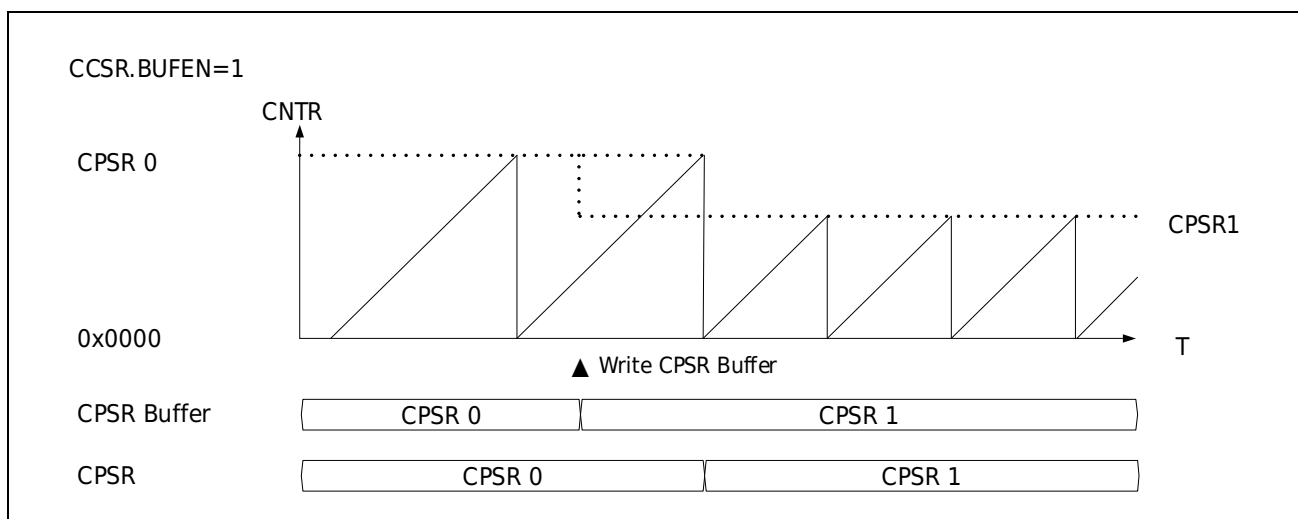 CCSR.BUFEN=1
CNTR
CPSR 0
CPSR1
0x0000
T
▲ Write CPSR Buffer
CPSR Buffer CPSR 0 CPSR 1
CPSR CPSR 0 CPSR 1